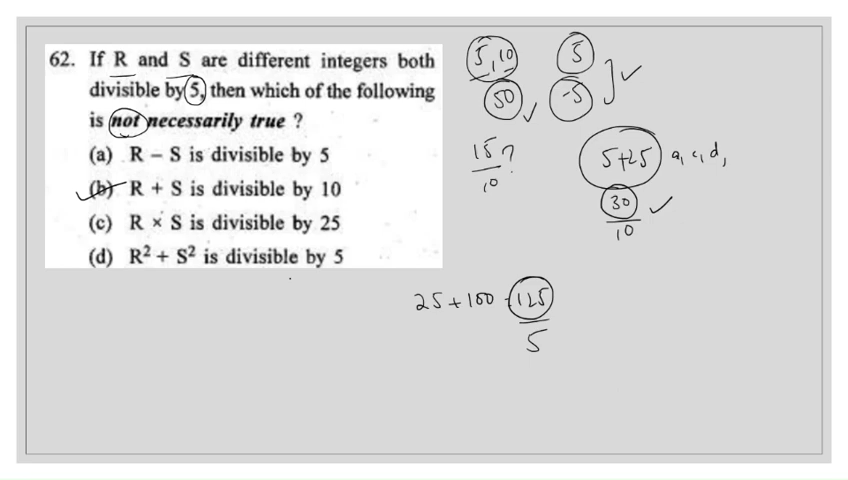 62. If R and S are different integers both
divisible by 5, then which of the following
is not necessarily true ?
(a) R – S is divisible by 5
(b) R + S is divisible by 10
(c) R × S is divisible by 25
(d) R² + S² is divisible by 5
5,10
50
5
-5
15?
10
5+25
a, c, d,
30
10
25+100 = 125
5